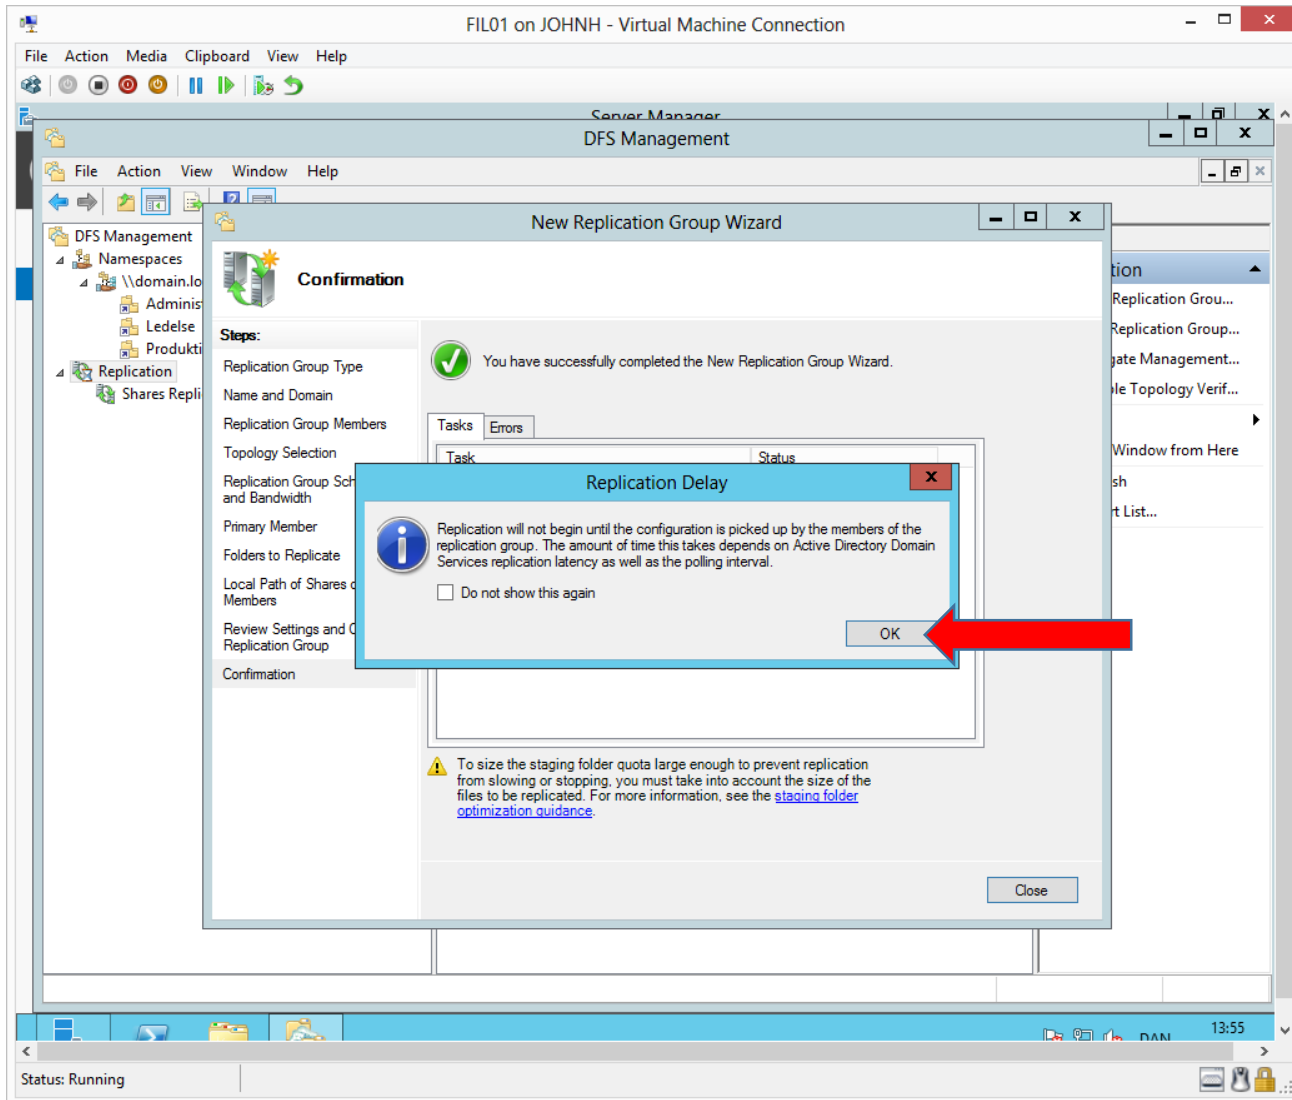 FIL01 on JOHNH - Virtual Machine Connection
File Action Media Clipboard View Help
Server Manager
DFS Management
File Action View Window Help
New Replication Group Wizard
DFS Management
Namespaces
\\domain.lo
Adminis
Ledelse
Produkti
Replication
Shares Repli
Confirmation
Steps:
Replication Group Type
Name and Domain
Replication Group Members
Topology Selection
Replication Group Sch
and Bandwidth
Primary Member
Folders to Replicate
Local Path of Shares
Members
Review Settings and
Replication Group
Confirmation
You have successfully completed the New Replication Group Wizard.
Tasks Errors
Task Status
Replication Delay
Replication will not begin until the configuration is picked up by the members of the
replication group. The amount of time this takes depends on Active Directory Domain
Services replication latency as well as the polling interval.
Do not show this again
OK
To size the staging folder quota large enough to prevent replication
from slowing or stopping, you must take into account the size of the
files to be replicated. For more information, see the staging folder
optimization guidance.
Close
tion
Replication Grou...
Replication Group...
gate Management...
le Topology Verif...
Window from Here
sh
rt List...
DAN
13:55
Status: Running